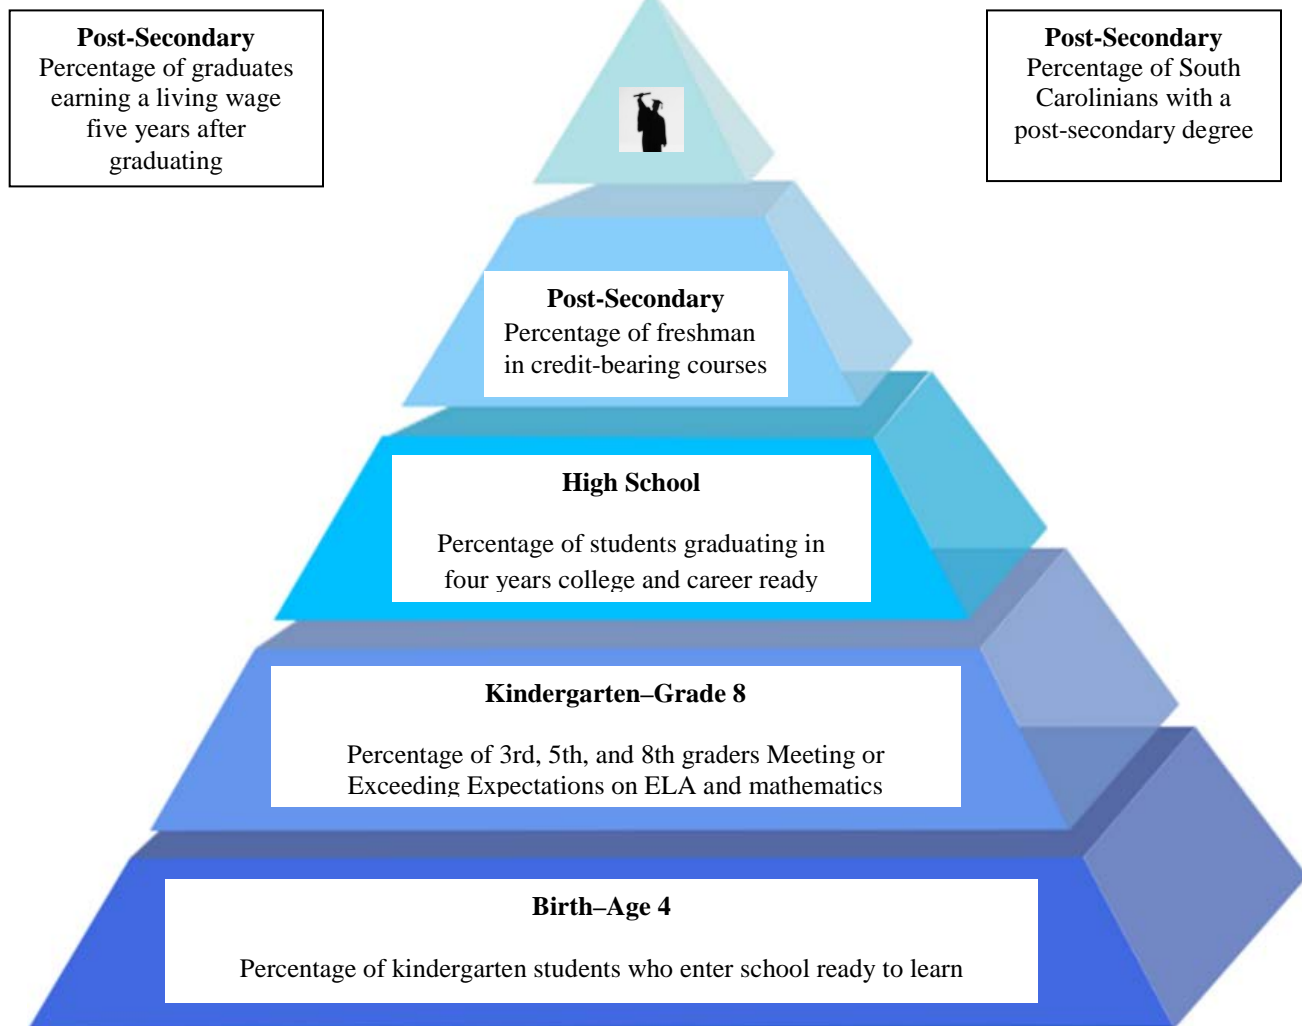 Post-Secondary
Percentage of graduates
earning a living wage
five years after
graduating
Post-Secondary
Percentage of South
Carolinians with a
post-secondary degree
Post-Secondary
Percentage of freshman
in credit-bearing courses
High School
Percentage of students graduating in
four years college and career ready
Kindergarten–Grade 8
Percentage of 3rd, 5th, and 8th graders Meeting or
Exceeding Expectations on ELA and mathematics
Birth–Age 4
Percentage of kindergarten students who enter school ready to learn